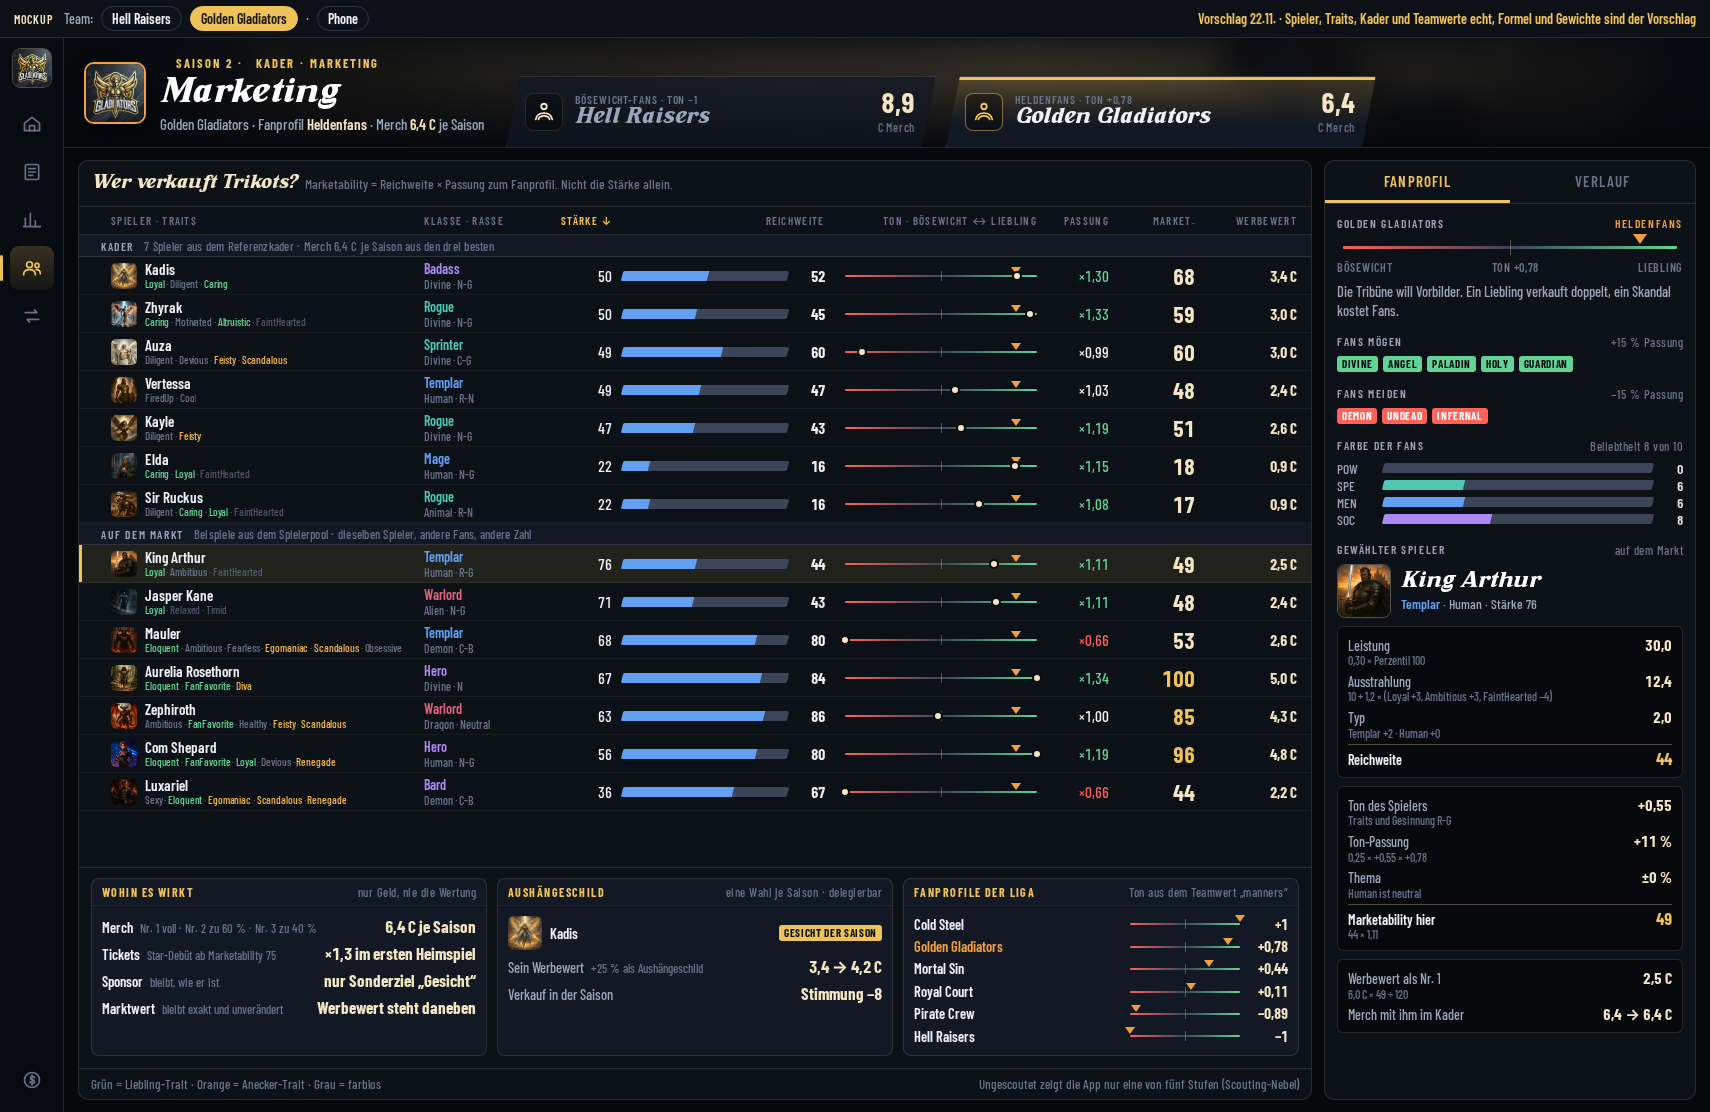 MOCKUP Team: Hell Raisers Golden Gladiators · Phone
Vorschlag 22.11. · Spieler, Traits, Kader und Teamwerte echt, Formel und Gewichte sind der Vorschlag
SAISON 2 · KADER · MARKETING
Marketing
Golden Gladiators · Fanprofil Heldenfans · Merch 6,4 C je Saison
BÖSEWICHT-FANS · TON −1
Hell Raisers
8,9
C Merch
HELDENFANS · TON +0,78
Golden Gladiators
6,4
C Merch
Wer verkauft Trikots? Marketability = Reichweite × Passung zum Fanprofil. Nicht die Stärke allein.
SPIELER · TRAITS KLASSE · RASSE STÄRKE ↓ REICHWEITE TON · BÖSEWICHT ↔ LIEBLING PASSUNG MARKET. WERBEWERT
KADER 7 Spieler aus dem Referenzkader · Merch 6,4 C je Saison aus den drei besten
Kadis Badass 50 52 ×1,30 68 3,4 C
Loyal · Diligent · Caring Divine · N-G
Zhyrak Rogue 50 45 ×1,33 59 3,0 C
Caring · Motivated · Altruistic · FaintHearted Divine · N-G
Auza Sprinter 49 60 ×0,99 60 3,0 C
Diligent · Devious · Feisty · Scandalous Divine · C-G
Vertessa Templar 49 47 ×1,03 48 2,4 C
FiredUp · Cool Human · R-N
Kayle Rogue 47 43 ×1,19 51 2,6 C
Diligent · Feisty Divine · N-G
Elda Mage 22 16 ×1,15 18 0,9 C
Caring · Loyal · FaintHearted Human · N-G
Sir Ruckus Rogue 22 16 ×1,08 17 0,9 C
Diligent · Caring · Loyal · FaintHearted Animal · R-N
AUF DEM MARKT Beispiele aus dem Spielerpool · dieselben Spieler, andere Fans, andere Zahl
King Arthur Templar 76 44 ×1,11 49 2,5 C
Loyal · Ambitious · FaintHearted Human · R-G
Jasper Kane Warlord 71 43 ×1,11 48 2,4 C
Loyal · Relaxed · Timid Alien · N-G
Mauler Templar 68 80 ×0,66 53 2,6 C
Eloquent · Ambitious · Fearless · Egomaniac · Scandalous · Obsessive Demon · C-B
Aurelia Rosethorn Hero 67 84 ×1,34 100 5,0 C
Eloquent · FanFavorite · Diva Divine · N
Zephiroth Warlord 63 86 ×1,00 85 4,3 C
Ambitious · FanFavorite · Healthy · Feisty · Scandalous Dragon · Neutral
Com Shepard Hero 56 80 ×1,19 96 4,8 C
Eloquent · FanFavorite · Loyal · Devious · Renegade Human · N-G
Luxariel Bard 36 67 ×0,66 44 2,2 C
Sexy · Eloquent · Egomaniac · Scandalous · Renegade Demon · C-B
WOHIN ES WIRKT nur Geld, nie die Wertung
Merch Nr. 1 voll · Nr. 2 zu 60 % · Nr. 3 zu 40 % 6,4 C je Saison
Tickets Star-Debüt ab Marketability 75 ×1,3 im ersten Heimspiel
Sponsor bleibt, wie er ist nur Sonderziel „Gesicht“
Marktwert bleibt exakt und unverändert Werbewert steht daneben
AUSHÄNGESCHILD eine Wahl je Saison · delegierbar
Kadis GESICHT DER SAISON
Sein Werbewert +25 % als Aushängeschild 3,4 → 4,2 C
Verkauf in der Saison Stimmung −8
FANPROFILE DER LIGA Ton aus dem Teamwert „manners“
Cold Steel +1
Golden Gladiators +0,78
Mortal Sin +0,44
Royal Court +0,11
Pirate Crew −0,89
Hell Raisers −1
Grün = Liebling-Trait · Orange = Anecker-Trait · Grau = farblos
Ungescoutet zeigt die App nur eine von fünf Stufen (Scouting-Nebel)
FANPROFIL VERLAUF
GOLDEN GLADIATORS HELDENFANS
BÖSEWICHT TON +0,78 LIEBLING
Die Tribüne will Vorbilder. Ein Liebling verkauft doppelt, ein Skandal
kostet Fans.
FANS MÖGEN +15 % Passung
DIVINE ANGEL PALADIN HOLY GUARDIAN
FANS MEIDEN −15 % Passung
DEMON UNDEAD INFERNAL
FARBE DER FANS Beliebtheit 8 von 10
POW 0
SPE 6
MEN 6
SOC 8
GEWÄHLTER SPIELER auf dem Markt
King Arthur
Templar · Human · Stärke 76
Leistung 30,0
0,30 × Perzentil 100
Ausstrahlung 12,4
10 + 1,2 × (Loyal +3, Ambitious +3, FaintHearted −4)
Typ 2,0
Templar +2 · Human +0
Reichweite 44
Ton des Spielers +0,55
Traits und Gesinnung R-G
Ton-Passung +11 %
0,25 × +0,55 × +0,78
Thema ±0 %
Human ist neutral
Marketability hier 49
44 × 1,11
Werbewert als Nr. 1 2,5 C
6,0 C × 49 ÷ 120
Merch mit ihm im Kader 6,4 → 6,4 C